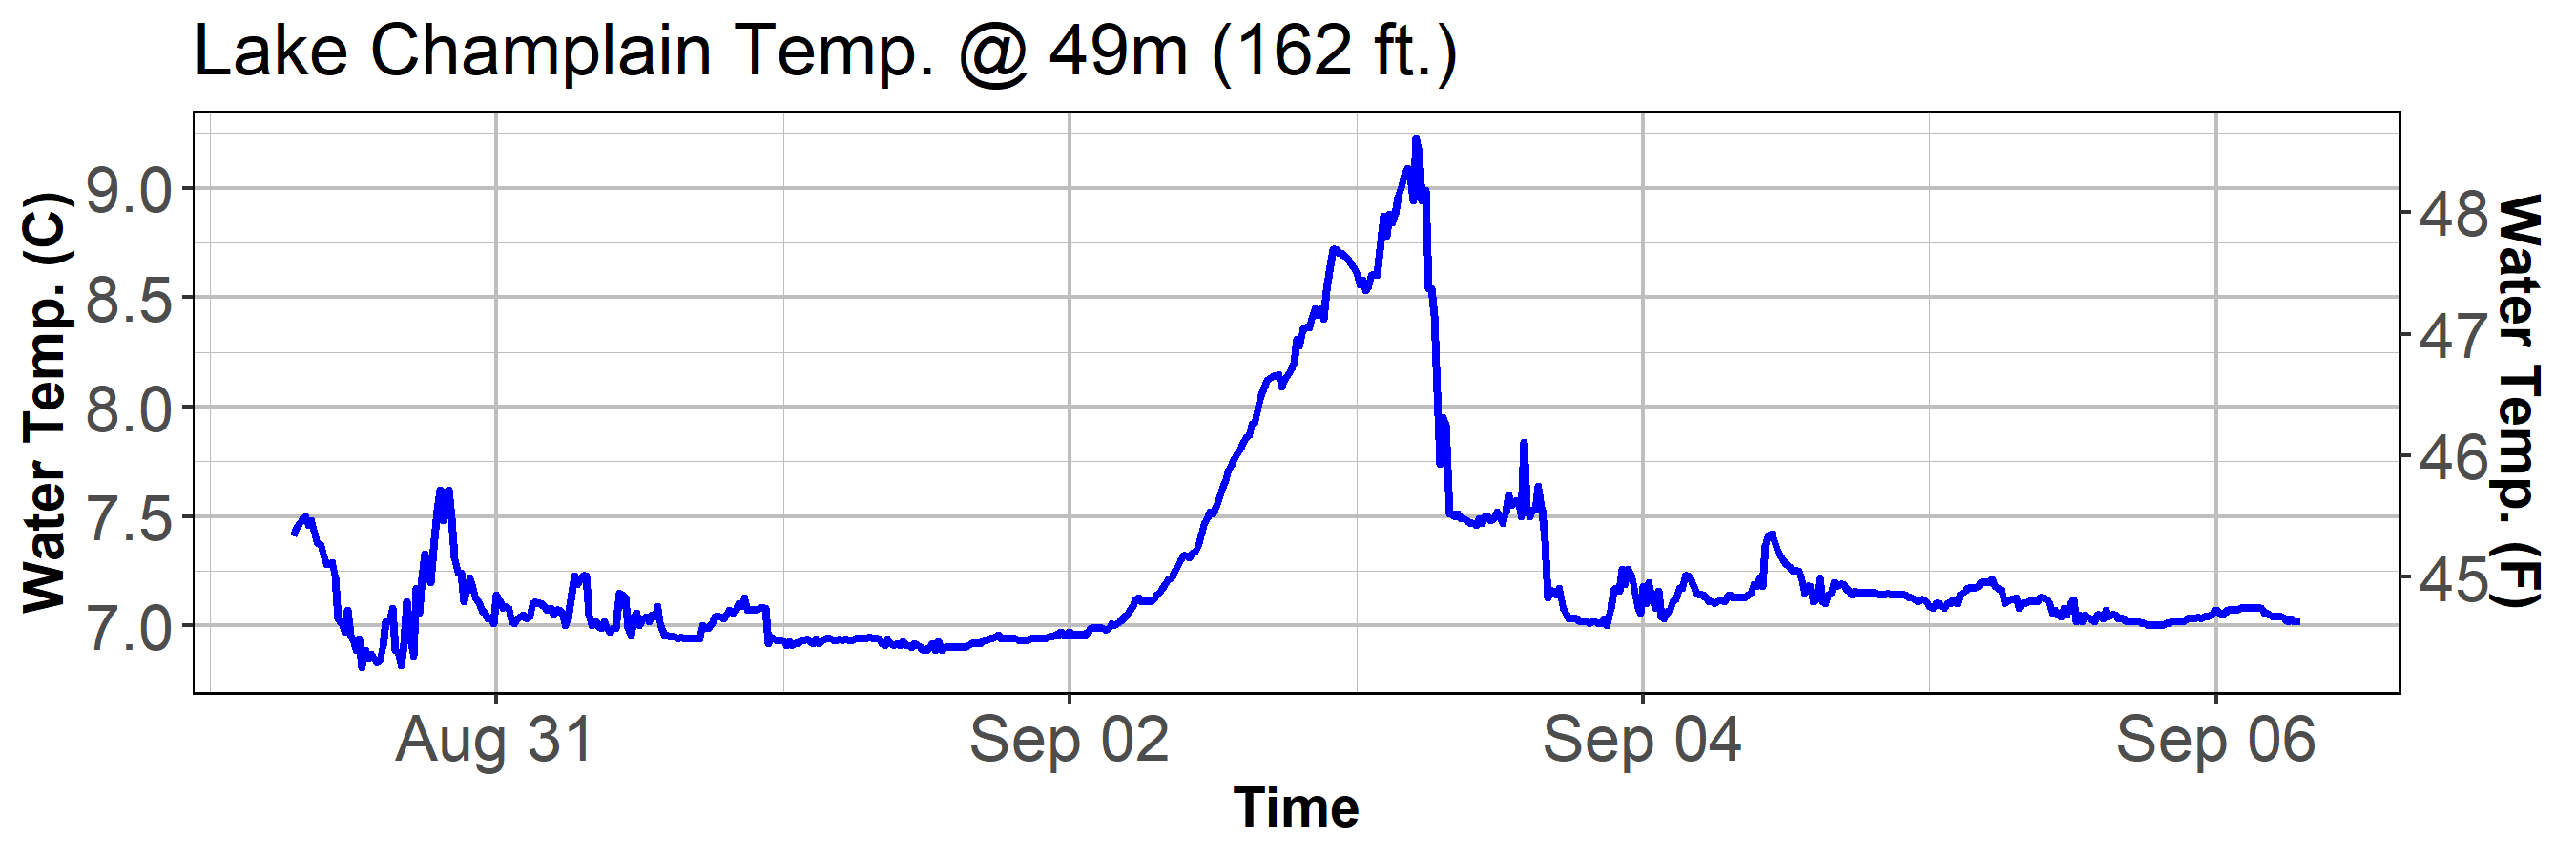 Lake Champlain Temp. @ 49m (162 ft.)
Water Temp. (C)
9.0
8.5
8.0
7.5
7.0
48
47
46
45
Water Temp. (F)
Aug 31
Sep 02
Sep 04
Sep 06
Time